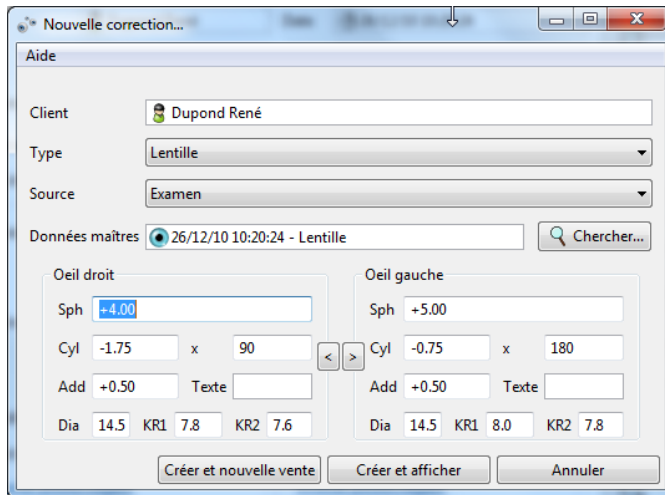 Nouvelle correction...
Aide
Client Dupond René
Type Lentille
Source Examen
Données maîtres 26/12/10 10:20:24 - Lentille Chercher...
Oeil droit Oeil gauche
Sph +4.00 Sph +5.00
Cyl -1.75 x 90 < > Cyl -0.75 x 180
Add +0.50 Texte Add +0.50 Texte
Dia 14.5 KR1 7.8 KR2 7.6 Dia 14.5 KR1 8.0 KR2 7.8
Créer et nouvelle vente Créer et afficher Annuler